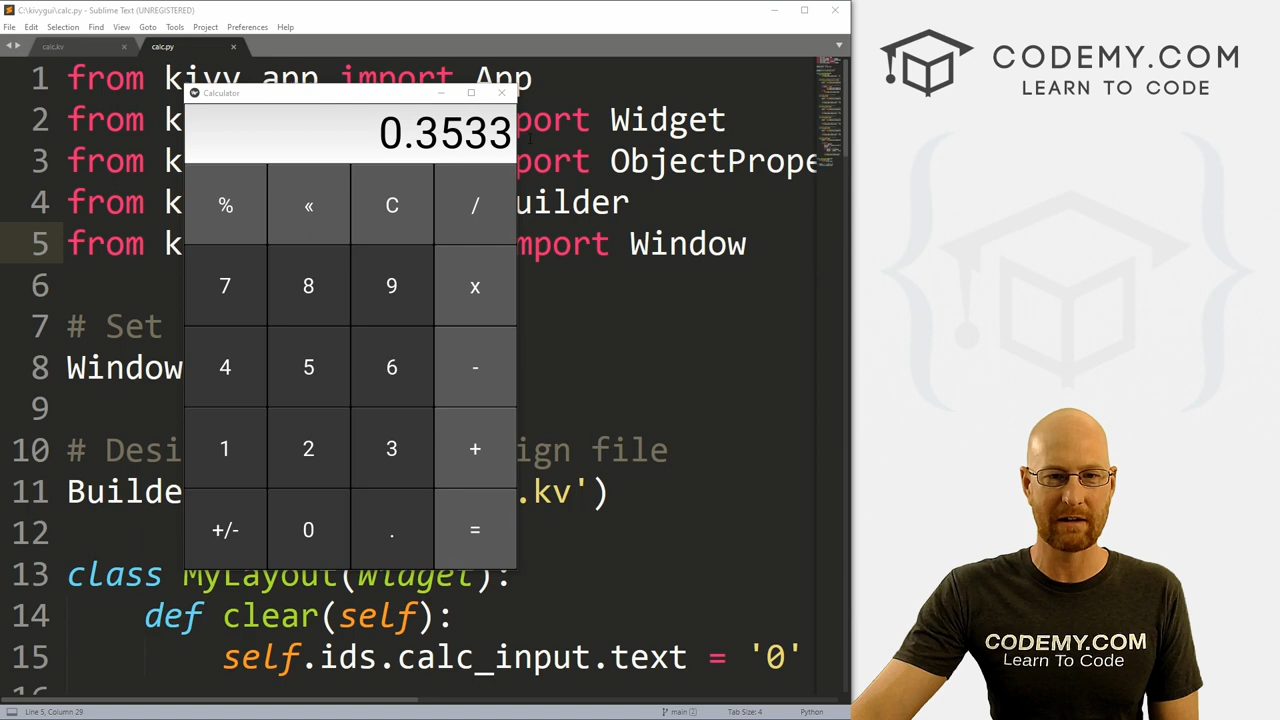 C:\kivygui\calc.py - Sublime Text (UNREGISTERED)
File Edit Selection Find View Goto Tools Project Preferences Help
calc.kv calc.py
1 from kivy.app import App
2 from k port Widget
3 from k port ObjectPrope
4 from k uilder
5 from k mport Window
6
7 # Set
8 Window
9
10 # Desi ign file
11 Builde .kv')
12
13 class MyLayout(Widget):
14 def clear(self):
15 self.ids.calc_input.text = '0'
Calculator
0.3533
% « C /
7 8 9 x
4 5 6 -
1 2 3 +
+/- 0 . =
Line 5, Column 29
main Tab Size: 4 Python
CODEMY.COM
LEARN TO CODE
CODEMY.COM
Learn To Code